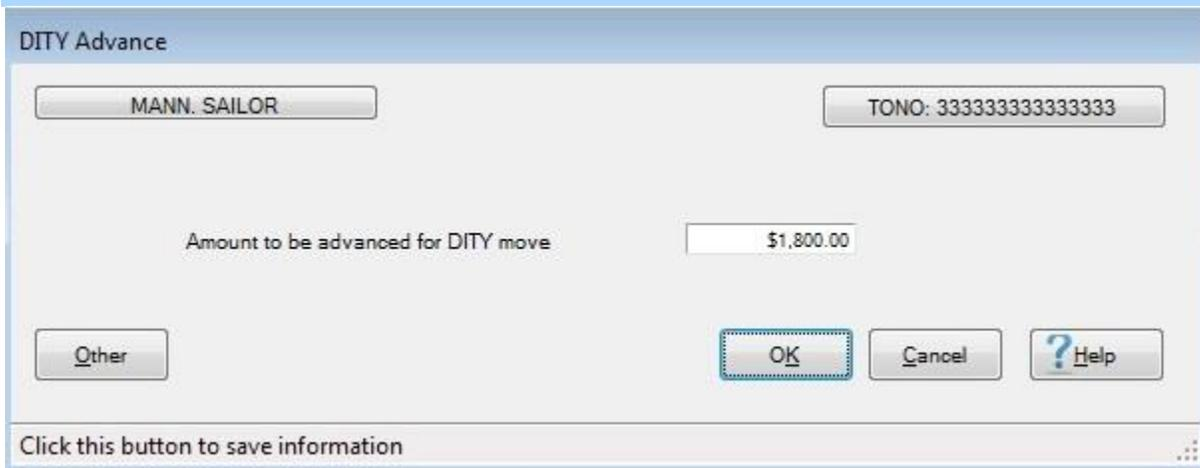 DITY Advance
MANN. SAILOR
TONO: 333333333333333
Amount to be advanced for DITY move
$1,800.00
Other
OK
Cancel
? Help
Click this button to save information